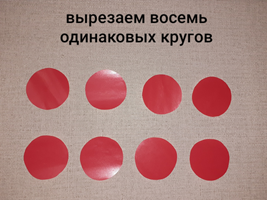 вырезаем восемь
одинаковых кругов